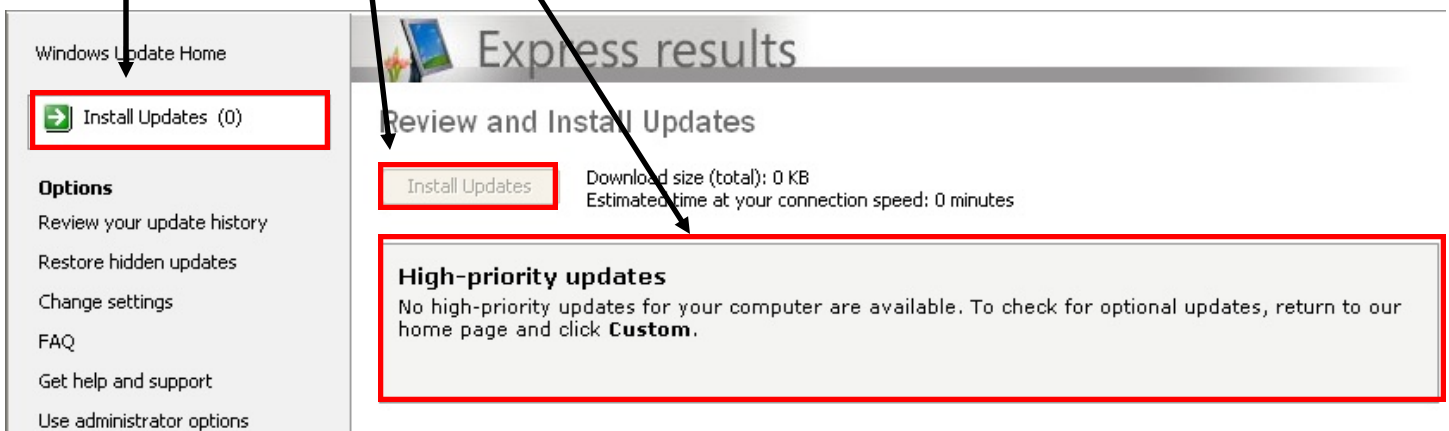 Windows Update Home
Install Updates (0)
Options
Review your update history
Restore hidden updates
Change settings
FAQ
Get help and support
Use administrator options
Express results
Review and Install Updates
Install Updates
Download size (total): 0 KB
Estimated time at your connection speed: 0 minutes
High-priority updates
No high-priority updates for your computer are available. To check for optional updates, return to our
home page and click Custom.